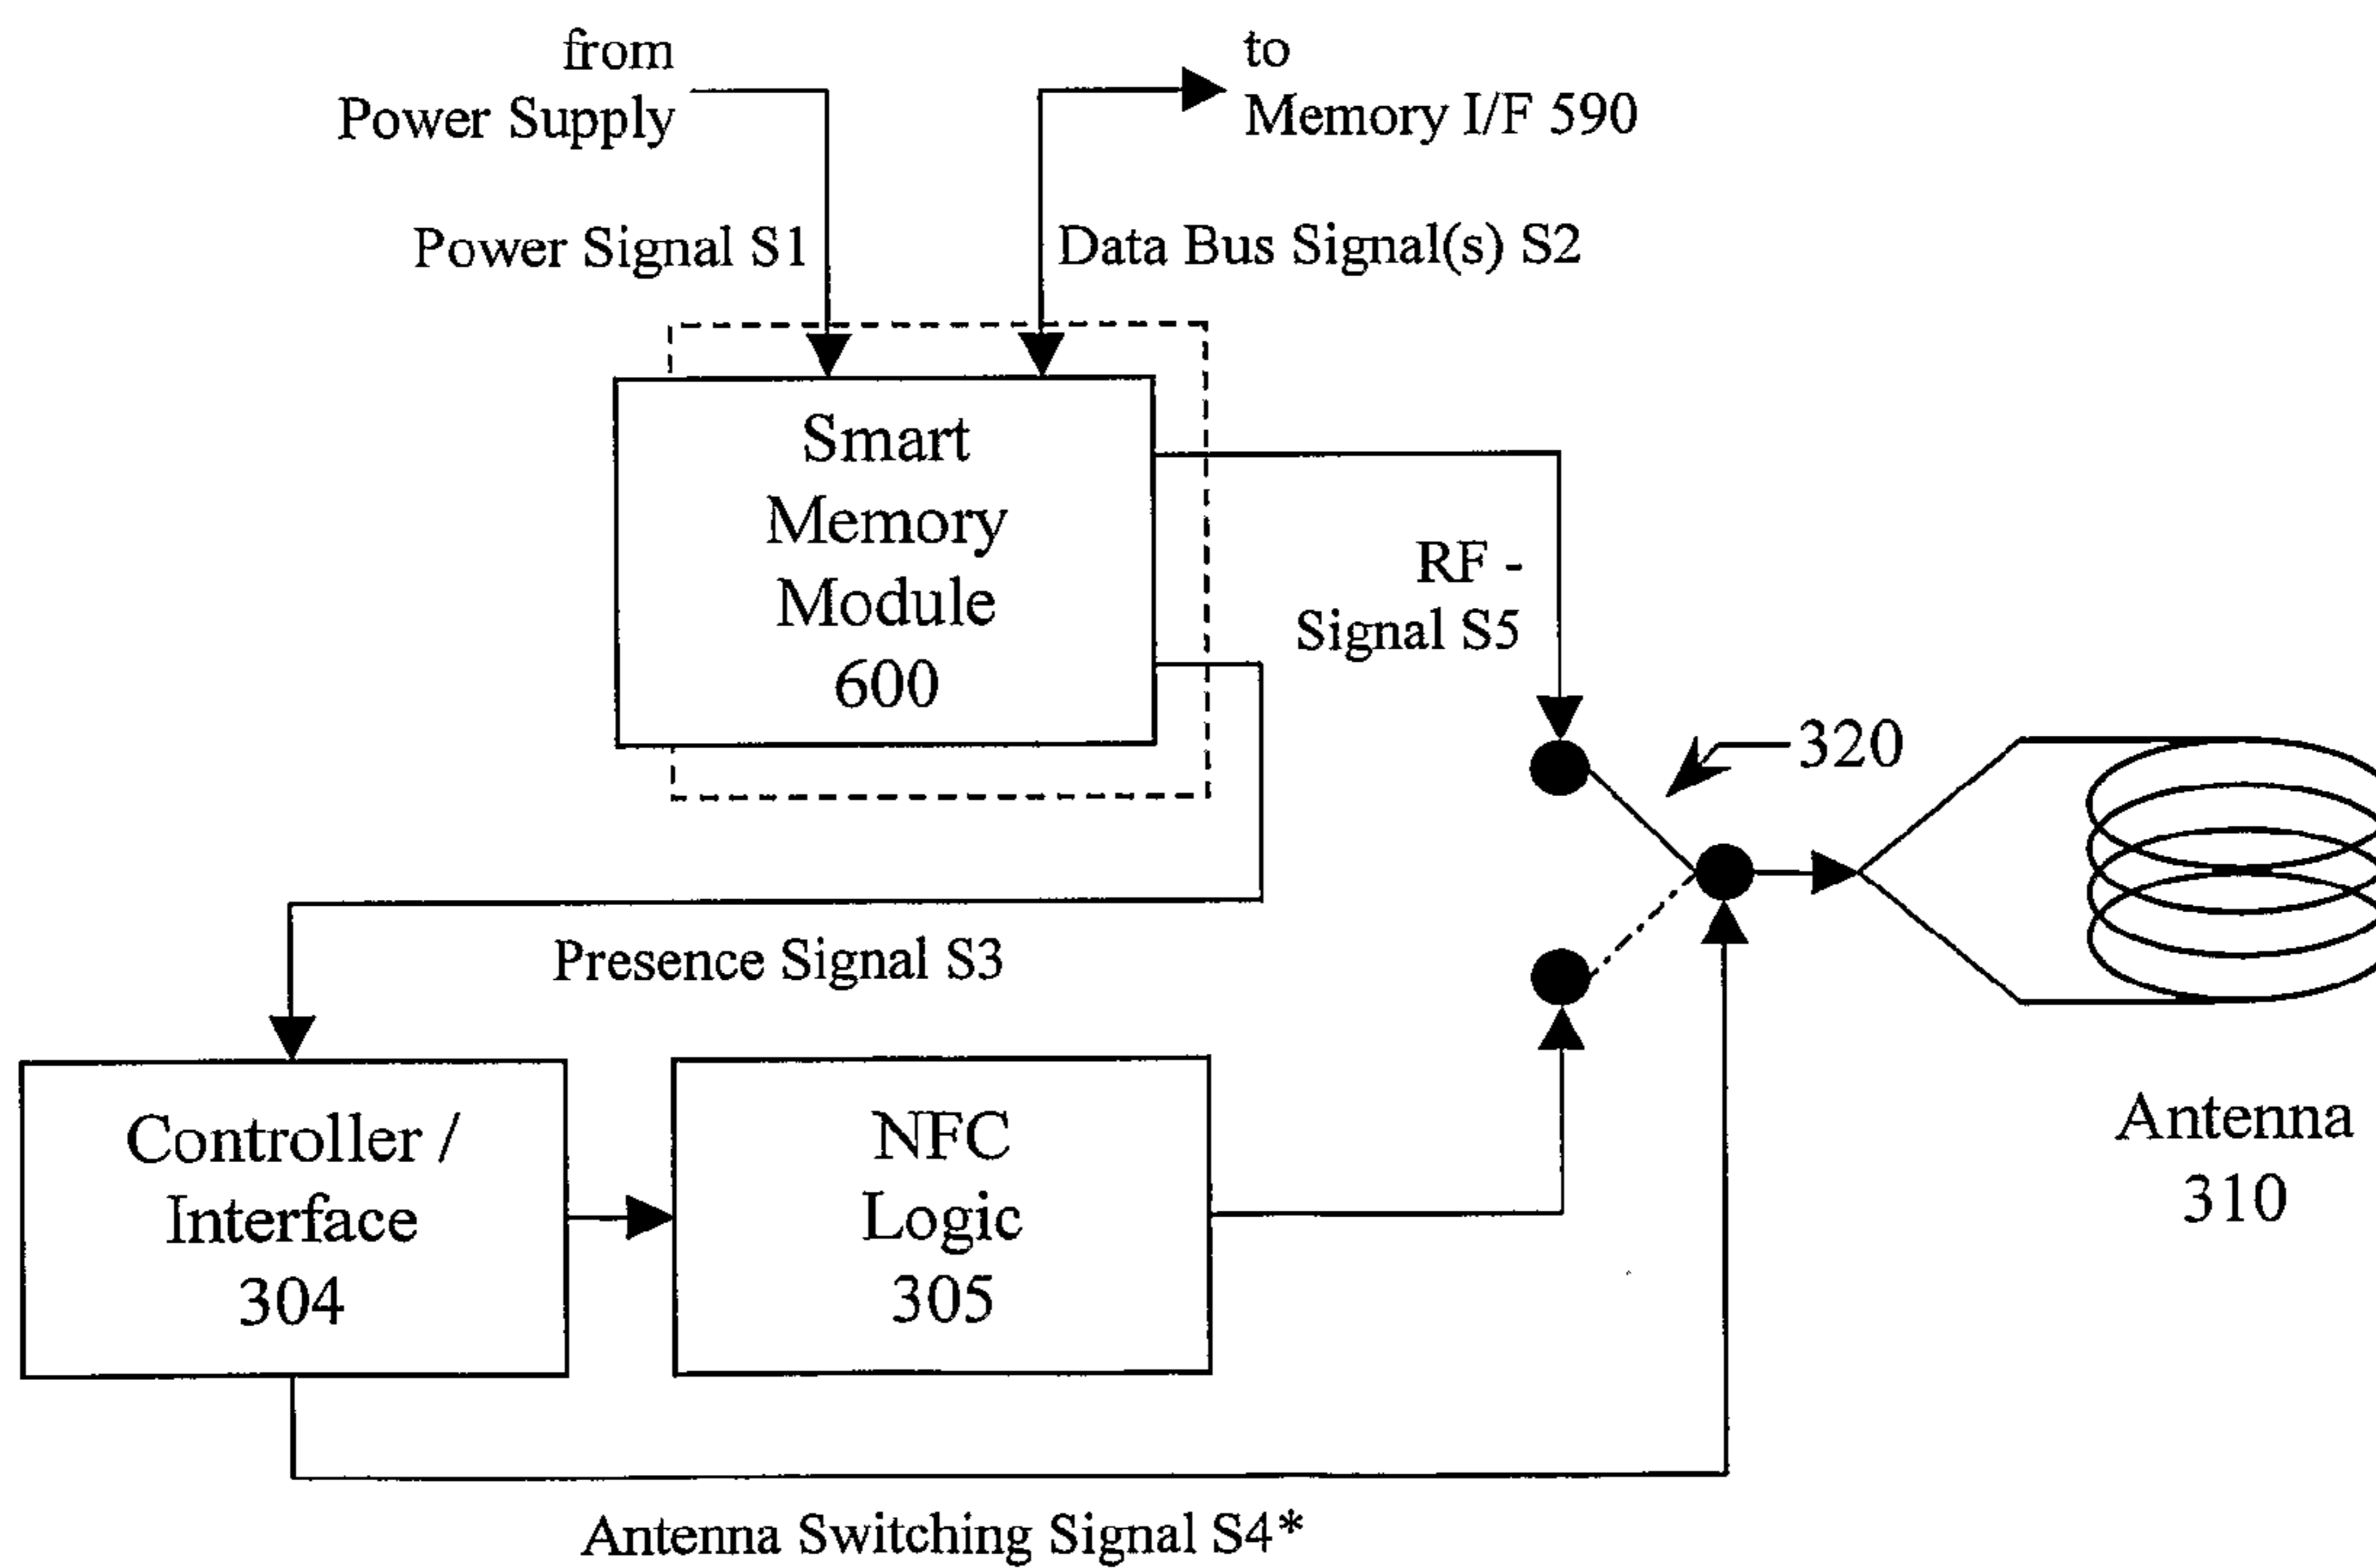 from
Power Supply
to
Memory I/F 590
Power Signal S1
Data Bus Signal(s) S2
Smart
Memory
Module
600
RF -
Signal S5
320
Presence Signal S3
Controller /
Interface
304
NFC
Logic
305
Antenna
310
Antenna Switching Signal S4*